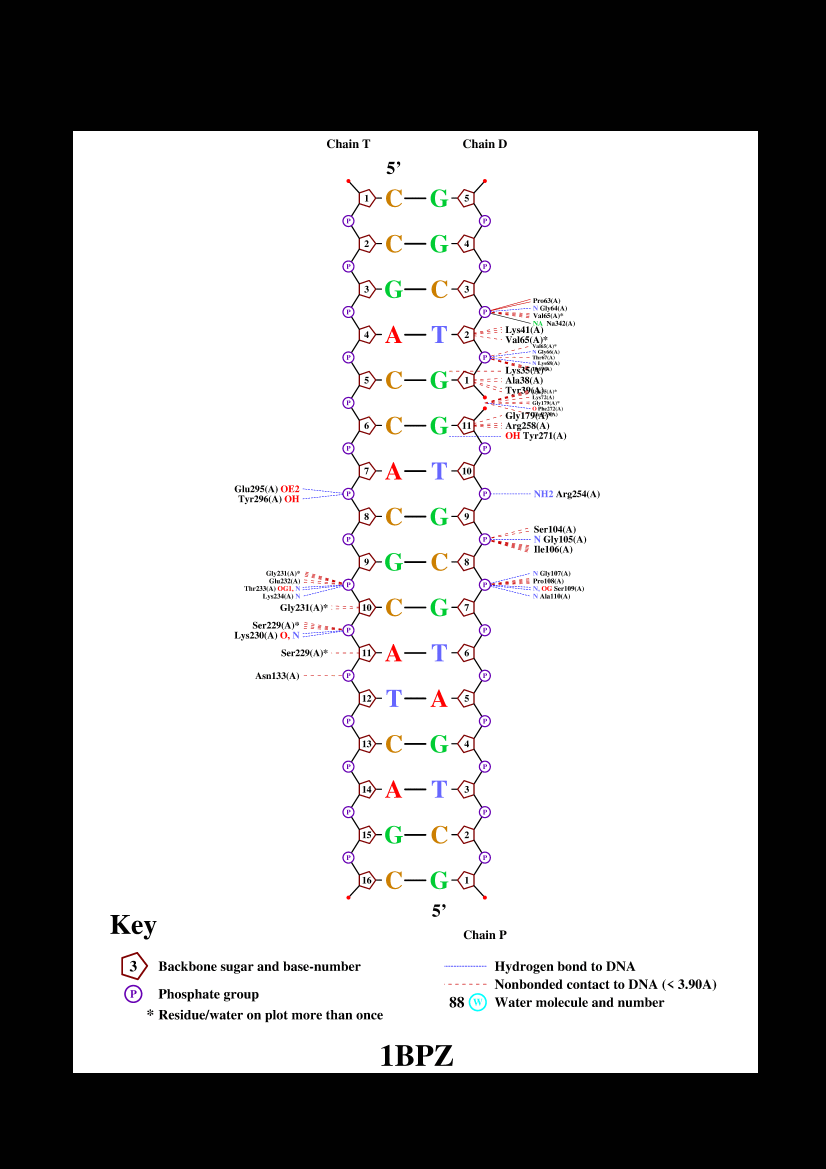 Chain T Chain D
5’
1 C G 5
P P
2 C G 4
P P
3 G C 3
Pro63(A)
P P N Gly64(A)
Val65(A)*
NA Na342(A)
Lys41(A)
4 A T 2
Val65(A)*
Val65(A)*
N Gly66(A)
P P Thr67(A)
N Lys68(A)
Lys35(A)*
5 C G 1 Ala38(A)
Tyr39(A)
Lys72(A)
P Gly179(A)*
O Phe272(A)
Gly179(A)*
6 C G 11 Arg258(A)
OH Tyr271(A)
P P
7 A T 10
Glu295(A) OE2
P P NH2 Arg254(A)
Tyr296(A) OH
8 C G 9
Ser104(A)
P P N Gly105(A)
Ile106(A)
9 G C 8
Gly231(A)* N Gly107(A)
Glu232(A) Pro108(A)
P P
Thr233(A) OG1, N N, OG Ser109(A)
Lys234(A) N N Ala110(A)
Gly231(A)* 10 C G 7
Ser229(A)*
P P
Lys230(A) O, N
Ser229(A)* 11 A T 6
Asn133(A) P P
12 T A 5
P P
13 C G 4
P P
14 A T 3
P P
15 G C 2
P P
16 C G 1
5’
Key
Chain P
3 Backbone sugar and base-number
Hydrogen bond to DNA
Nonbonded contact to DNA (< 3.90A)
P Phosphate group
88 W Water molecule and number
* Residue/water on plot more than once
1BPZ